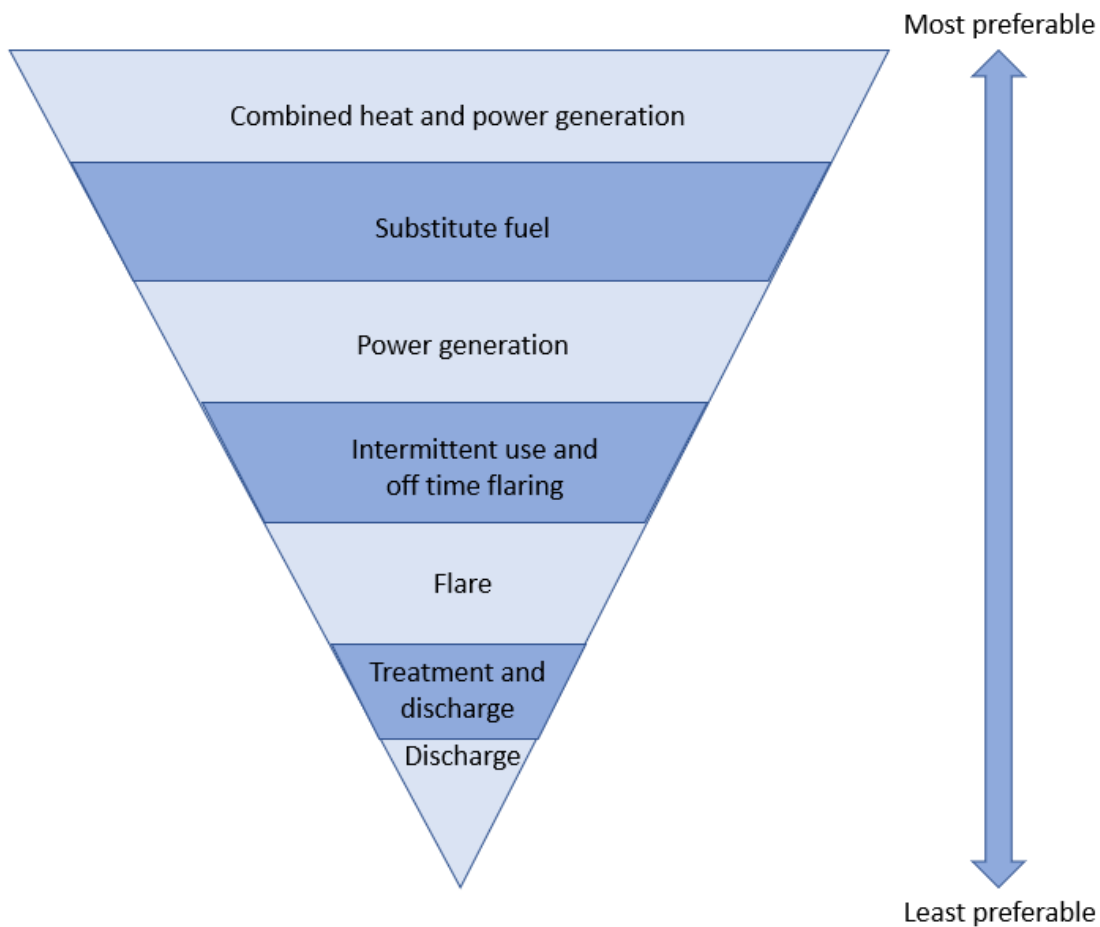 Most preferable
Combined heat and power generation
Substitute fuel
Power generation
Intermittent use and
off time flaring
Flare
Treatment and
discharge
Discharge
Least preferable